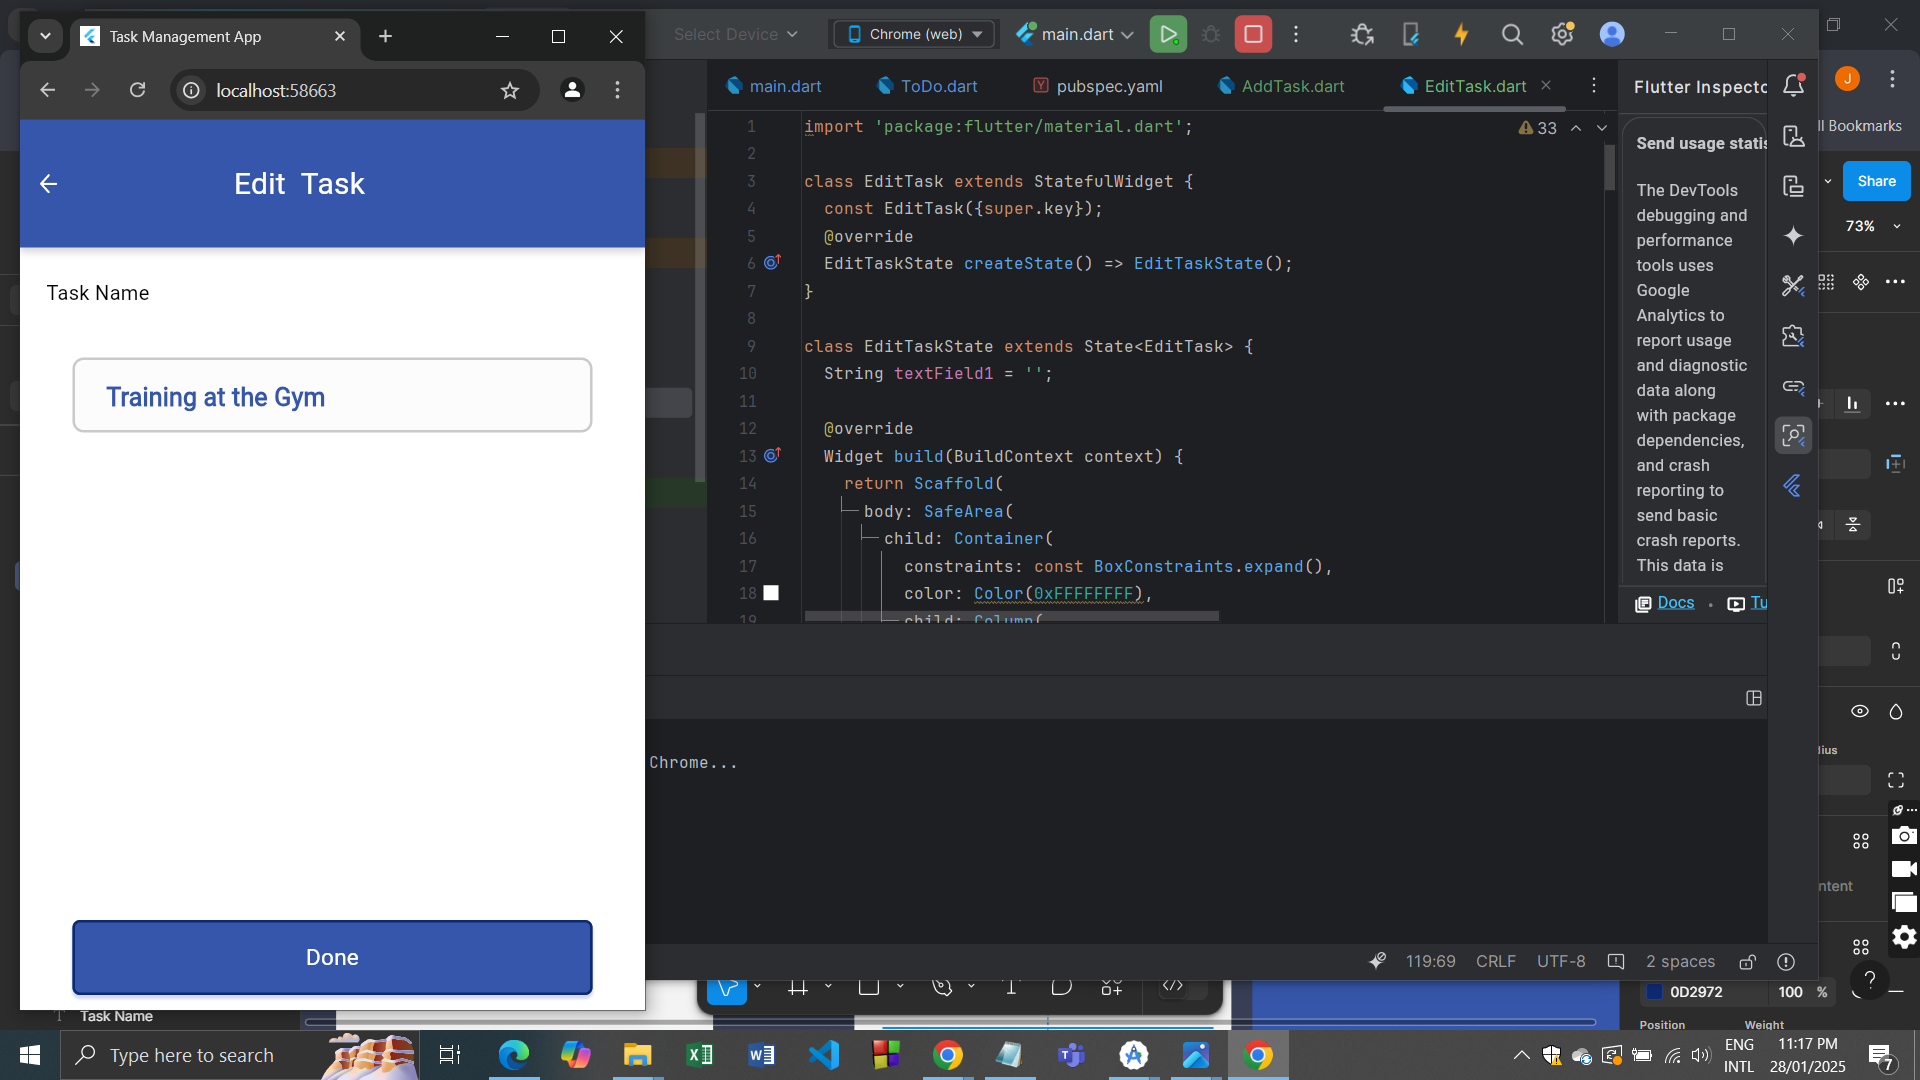 Task Management App
localhost:58663
Edit Task
Task Name
Training at the Gym
Done
Task Name
Select Device
Chrome (web)
main.dart
main.dart
ToDo.dart
pubspec.yaml
AddTask.dart
EditTask.dart
33
1 import 'package:flutter/material.dart';
2
3 class EditTask extends StatefulWidget {
4 const EditTask({super.key});
5 @override
6 EditTaskState createState() => EditTaskState();
7 }
8
9 class EditTaskState extends State<EditTask> {
10 String textField1 = '';
11
12 @override
13 Widget build(BuildContext context) {
14 return Scaffold(
15 body: SafeArea(
16 child: Container(
17 constraints: const BoxConstraints.expand(),
18 color: Color(0xFFFFFFFF),
19 child: Column(
Flutter Inspecto
Send usage statis
The DevTools
debugging and
performance
tools uses
Google
Analytics to
report usage
and diagnostic
data along
with package
dependencies,
and crash
reporting to
send basic
crash reports.
This data is
Docs
Tu
Chrome...
119:69 CRLF UTF-8 2 spaces
J
ll Bookmarks
Share
73%
dius
ntent
0D2972 100 %
Position Weight
Type here to search
ENG
INTL
11:17 PM
28/01/2025
7